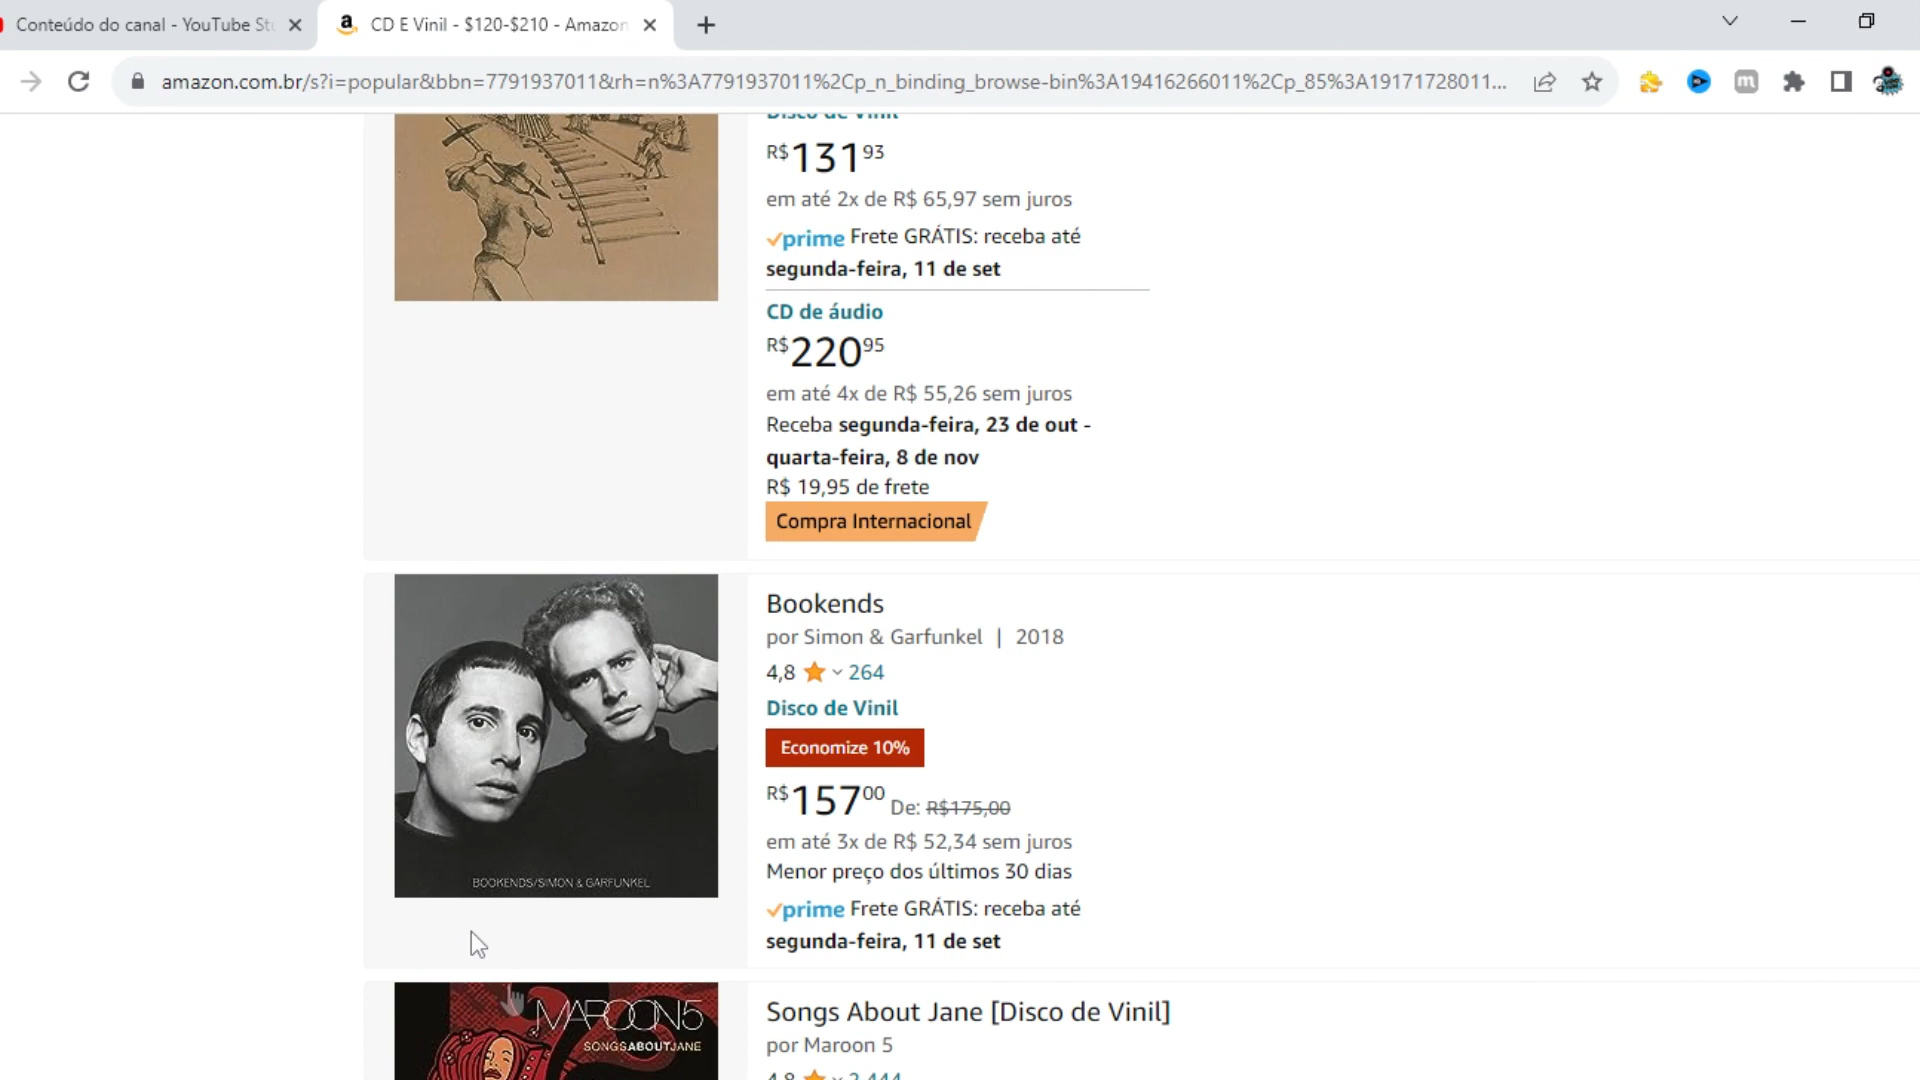 Conteúdo do canal - YouTube Stu
CD E Vinil - $120-$210 - Amazon
amazon.com.br/s?i=popular&bbn=7791937011&rh=n%3A7791937011%2Cp_n_binding_browse-bin%3A19416266011%2Cp_85%3A19171728011...
Disco de Vinil
R$131 93
em até 2x de R$ 65,97 sem juros
prime Frete GRÁTIS: receba até
segunda-feira, 11 de set
CD de áudio
R$220 95
em até 4x de R$ 55,26 sem juros
Receba segunda-feira, 23 de out -
quarta-feira, 8 de nov
R$ 19,95 de frete
Compra Internacional
BOOKENDS/SIMON & GARFUNKEL
Bookends
por Simon & Garfunkel | 2018
4,8 264
Disco de Vinil
Economize 10%
R$157 00 De: R$175,00
em até 3x de R$ 52,34 sem juros
Menor preço dos últimos 30 dias
prime Frete GRÁTIS: receba até
segunda-feira, 11 de set
MAROON5
SONGSABOUTJANE
Songs About Jane [Disco de Vinil]
por Maroon 5
4,8 2.444